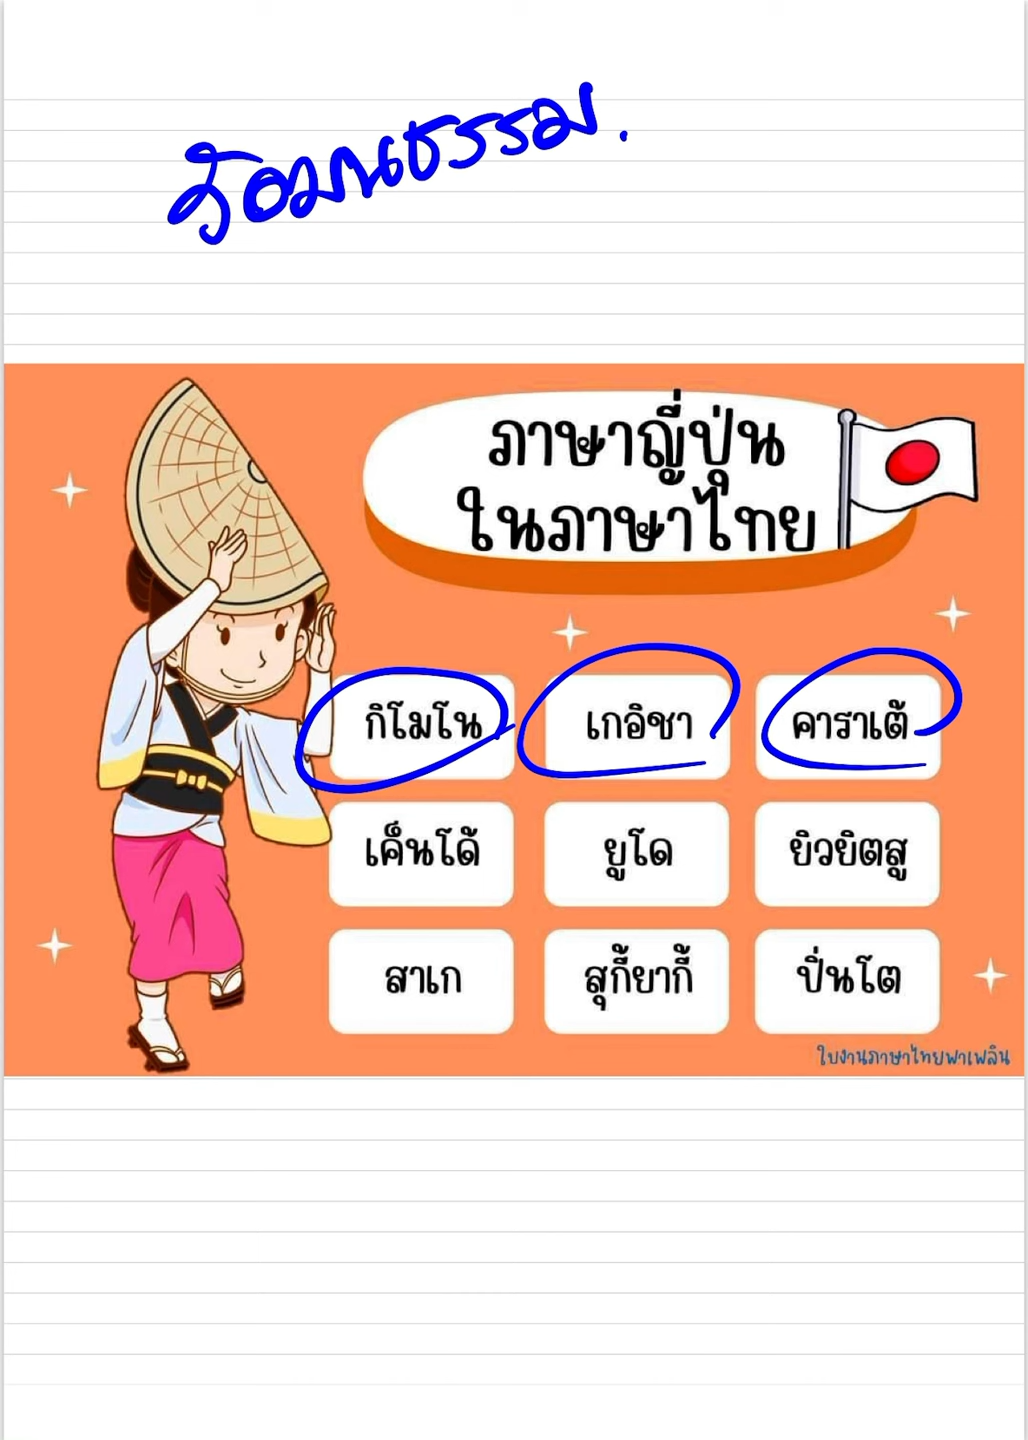 วัฒนธรรม.
ภาษาญี่ปุ่น
ในภาษาไทย
กิโมโน เกอิชา คาราเต้
เค็นโด้ ยูโด ยิวยิตสู
สาเก สุกี้ยากี้ ปิ่นโต
ใบงานภาษาไทยพาเพลิน